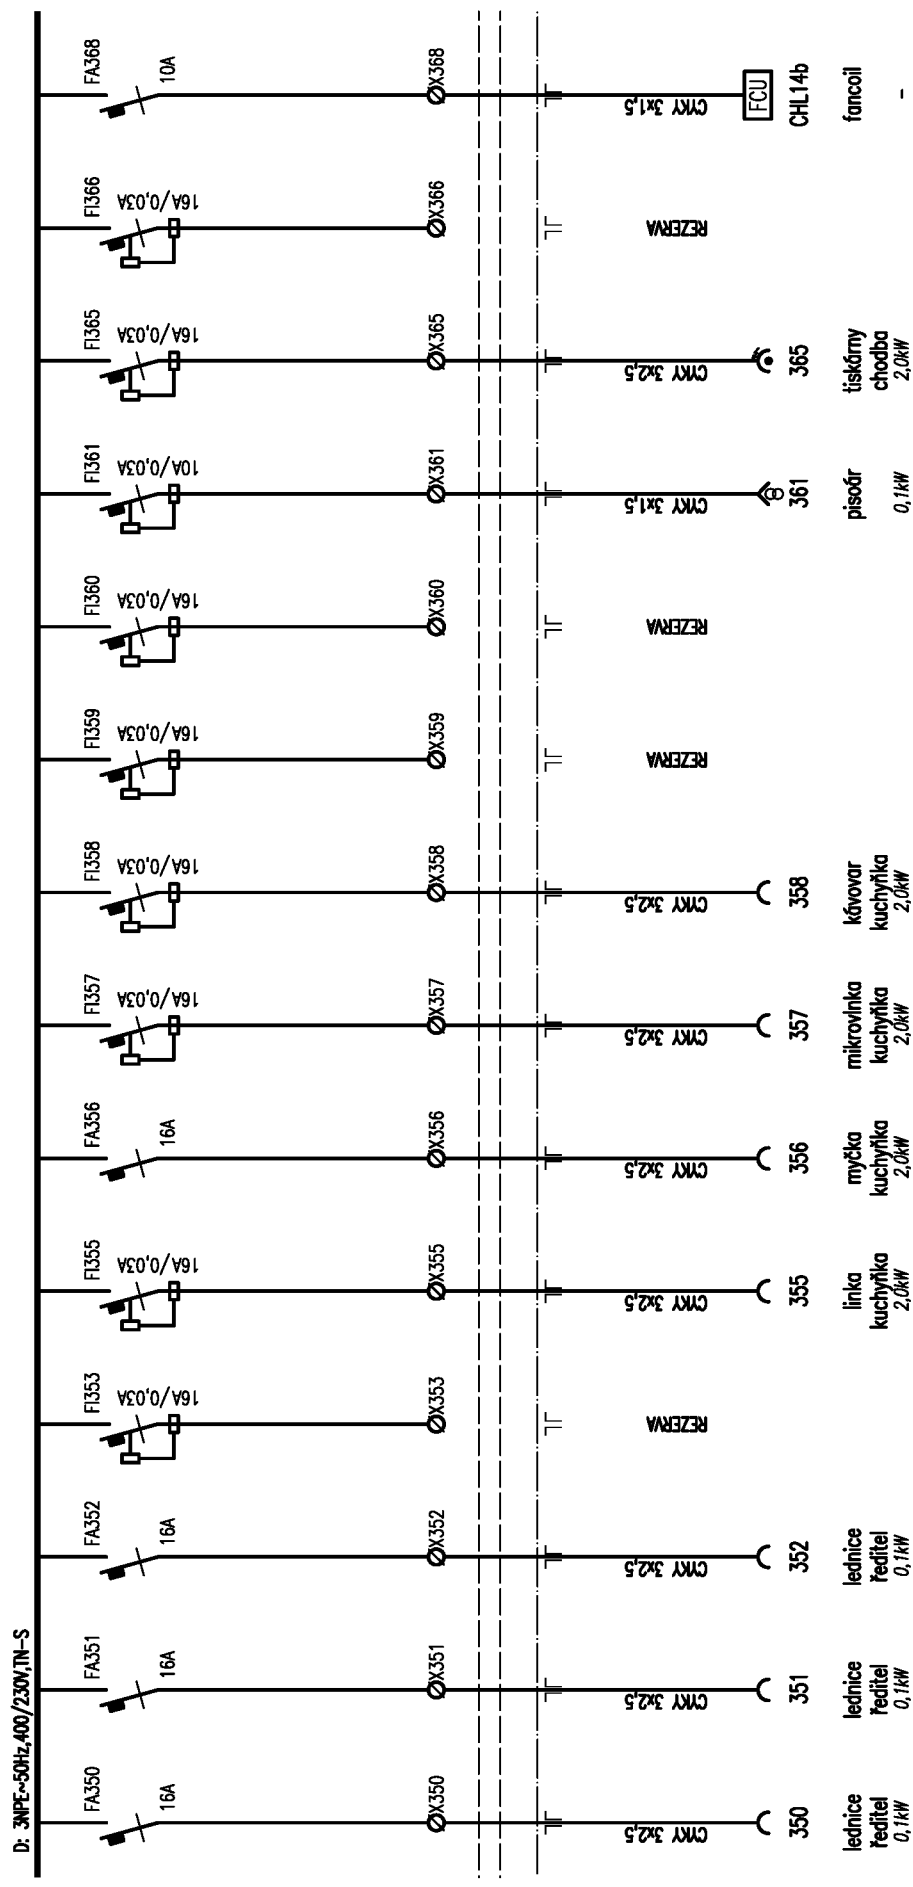 D: 3NPE~50Hz,400/230V,TN-S
FA350
16A
X350
CYKY 3x2,5
350
lednice
ředitel
0,1kW
FA351
16A
X351
CYKY 3x2,5
351
lednice
ředitel
0,1kW
FA352
16A
X352
CYKY 3x2,5
352
lednice
ředitel
0,1kW
FI353
16A/0,03A
X353
REZERVA
FI355
16A/0,03A
X355
CYKY 3x2,5
355
linka
kuchyňka
2,0kW
FA356
16A
X356
CYKY 3x2,5
356
myčka
kuchyňka
2,0kW
FI357
16A/0,03A
X357
CYKY 3x2,5
357
mikrovlnka
kuchyňka
2,0kW
FI358
16A/0,03A
X358
CYKY 3x2,5
358
kávovar
kuchyňka
2,0kW
FI359
16A/0,03A
X359
REZERVA
FI360
16A/0,03A
X360
REZERVA
FI361
10A/0,03A
X361
CYKY 3x1,5
361
pisoár
0,1kW
FI365
16A/0,03A
X365
CYKY 3x2,5
365
tiskárny
chodba
2,0kW
FI366
16A/0,03A
X366
REZERVA
FA368
10A
X368
CYKY 3x1,5
FCU
CHL14b
fancoil
-